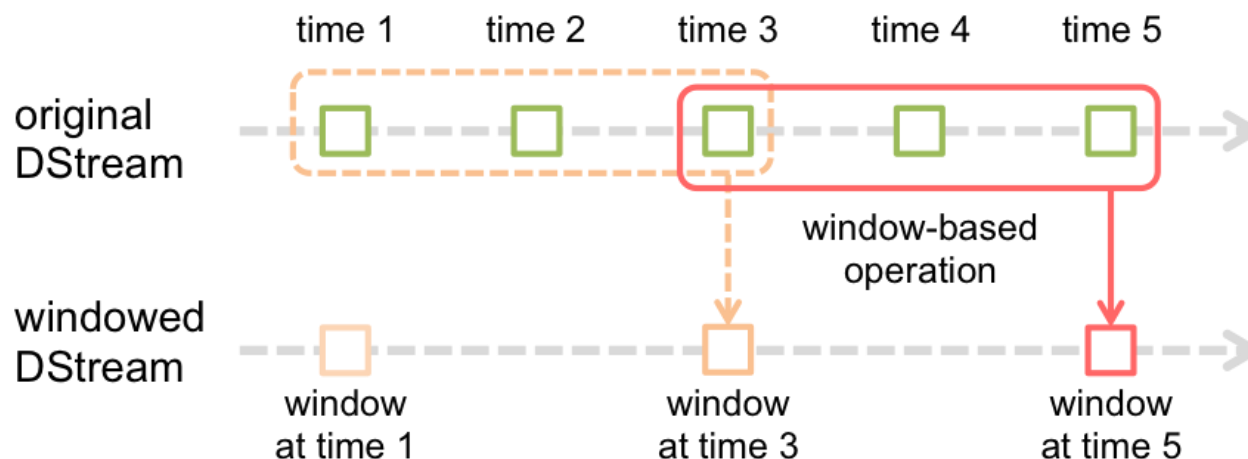 time 1
time 2
time 3
time 4
time 5
original
DStream
window-based
operation
windowed
DStream
window
at time 1
window
at time 3
window
at time 5